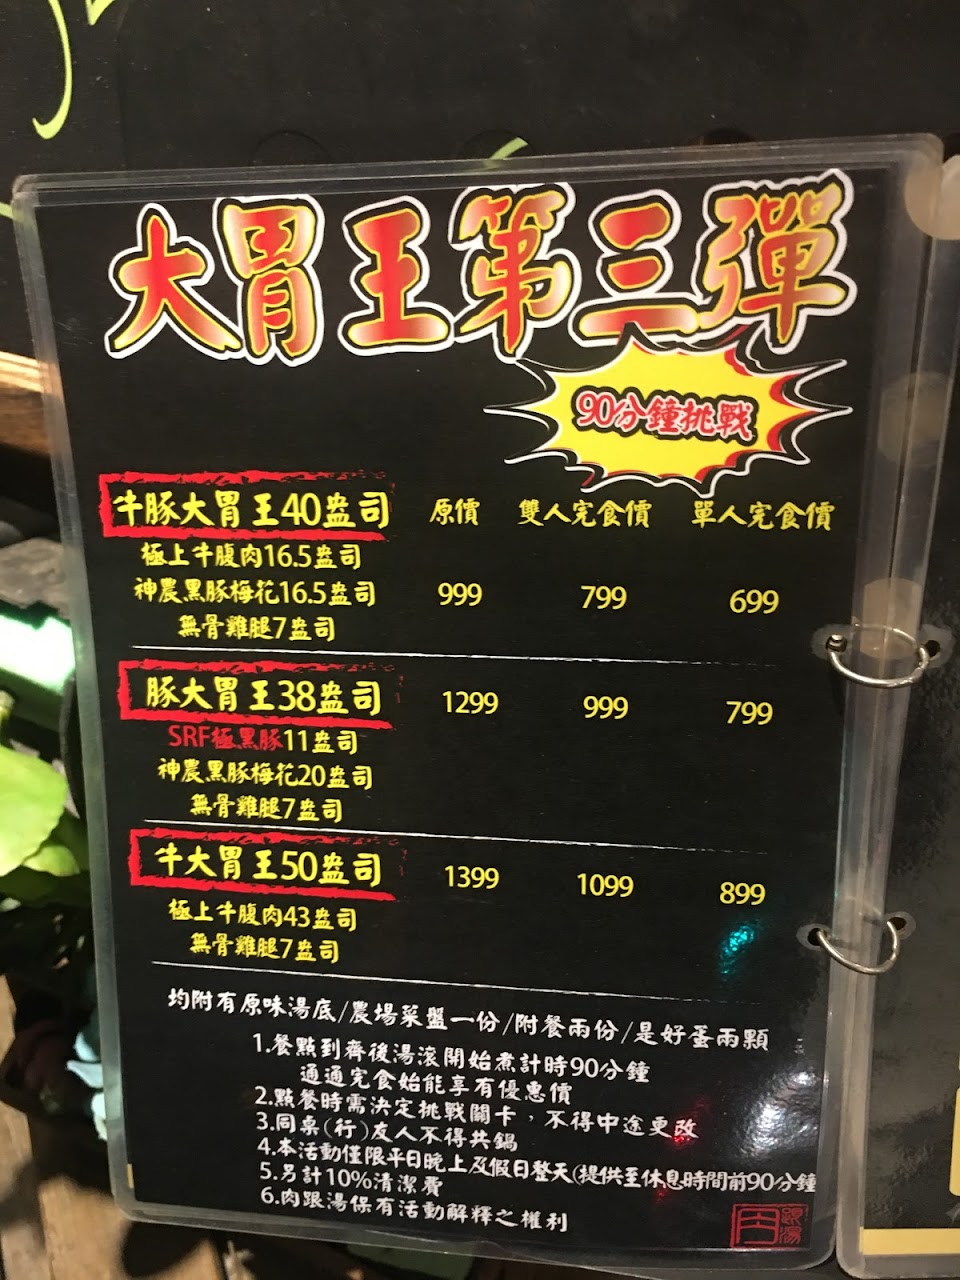 大胃王第三彈
90分鐘挑戰
牛豚大胃王40盎司 原價 雙人完食價 單人完食價
極上牛腹肉16.5盎司
神農黑豚梅花16.5盎司 999 799 699
無骨雞腿7盎司
豚大胃王38盎司 1299 999 799
SRF極黑豚11盎司
神農黑豚梅花20盎司
無骨雞腿7盎司
牛大胃王50盎司 1399 1099 899
極上牛腹肉43盎司
無骨雞腿7盎司
均附有原味湯底/農場菜盤一份/附餐兩份/是好蛋兩顆
1.餐點到齊後湯滾開始煮計時90分鐘
通通完食始能享有優惠價
2.點餐時需決定挑戰關卡，不得中途更改
3.同桌(行)友人不得共鍋
4.本活動僅限平日晚上及假日整天(提供至休息時間前90分鐘
5.另計10%清潔費
6.肉跟湯保有活動解釋之權利
肉跟湯